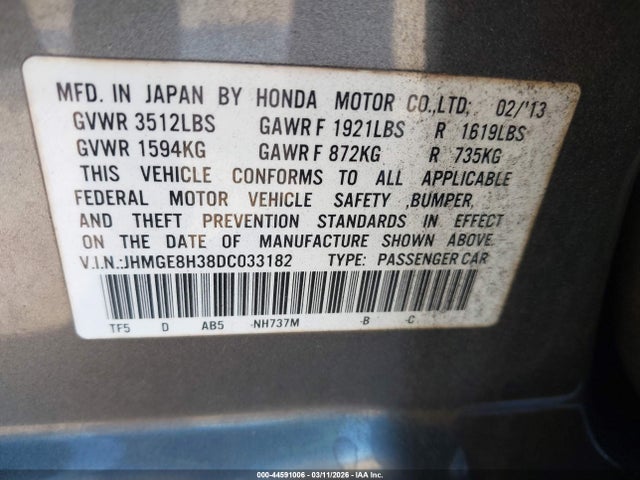 MFD. IN JAPAN BY HONDA MOTOR CO.,LTD; 02/'13
GVWR 3512LBS GAWR F 1921LBS R 1619LBS
GVWR 1594KG GAWR F 872KG R 735KG
THIS VEHICLE CONFORMS TO ALL APPLICABLE
FEDERAL MOTOR VEHICLE SAFETY ,BUMPER,
AND THEFT PREVENTION STANDARDS IN EFFECT
ON THE DATE OF MANUFACTURE SHOWN ABOVE.
V.I.N.:JHMGE8H38DC033182 TYPE: PASSENGER CAR
TF5 D AB5 -NH737M -B -C
000-44591006 | 03/11/2026 - iaai.com